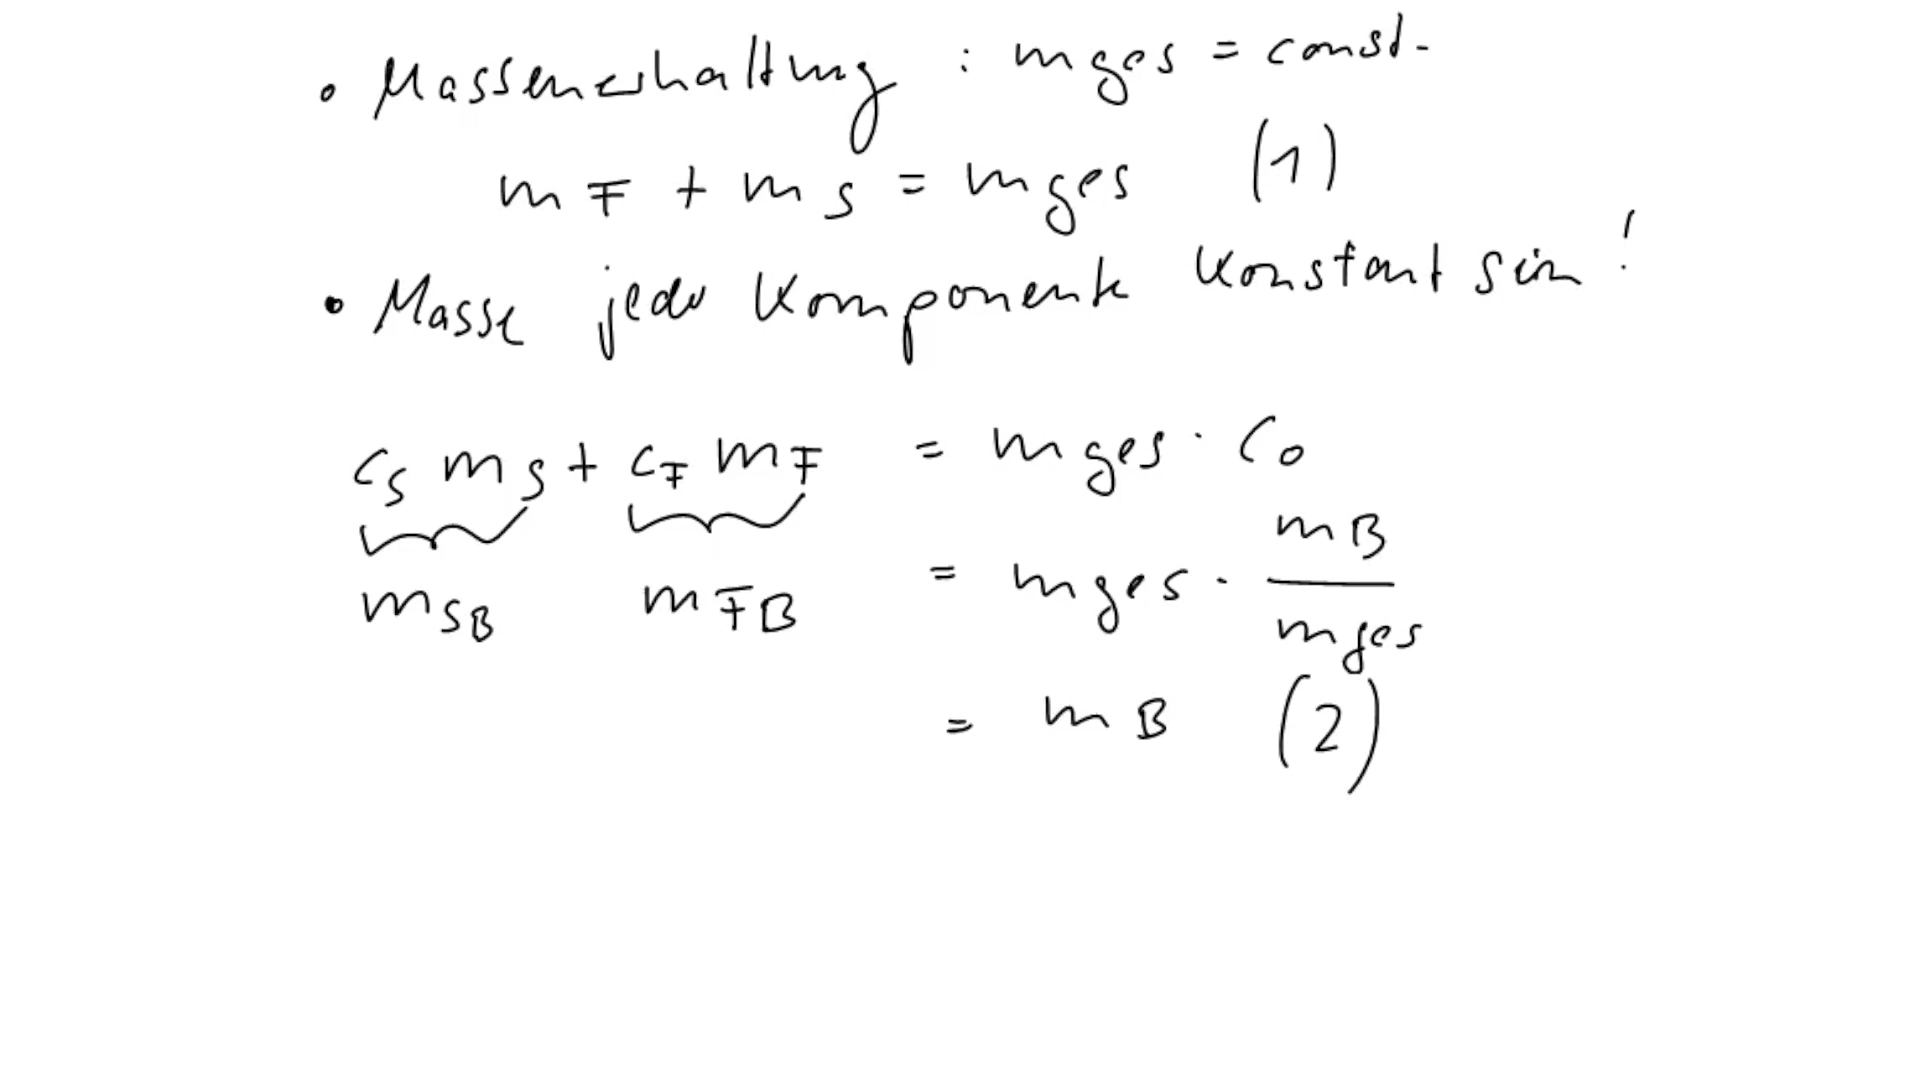 • Massenerhaltung : mges = const.
mF + mS = mges (1)
• Masse jeder Komponente konstant sein!
cS mS + cF mF = mges · C0
mSB mFB = mges · mB / mges
= mB (2)